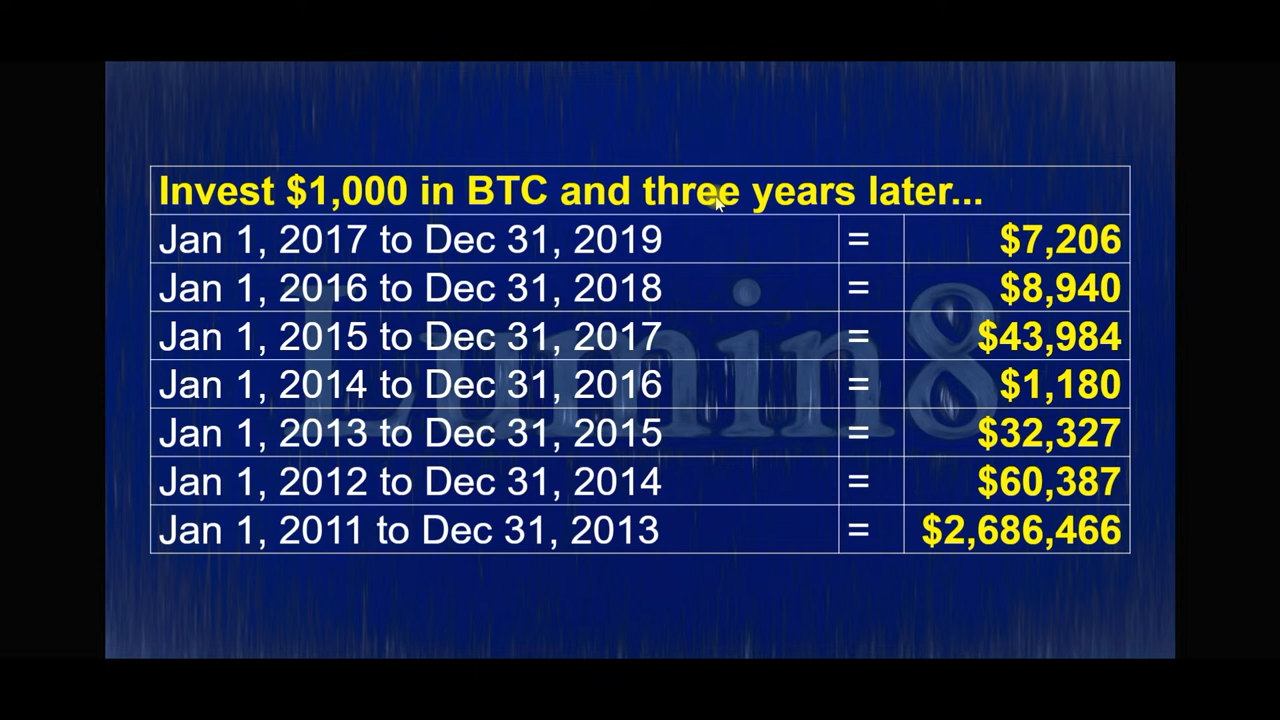 Invest $1,000 in BTC and three years later...
Jan 1, 2017 to Dec 31, 2019 = $7,206
Jan 1, 2016 to Dec 31, 2018 = $8,940
Jan 1, 2015 to Dec 31, 2017 = $43,984
Jan 1, 2014 to Dec 31, 2016 = $1,180
Jan 1, 2013 to Dec 31, 2015 = $32,327
Jan 1, 2012 to Dec 31, 2014 = $60,387
Jan 1, 2011 to Dec 31, 2013 = $2,686,466
Lumin8